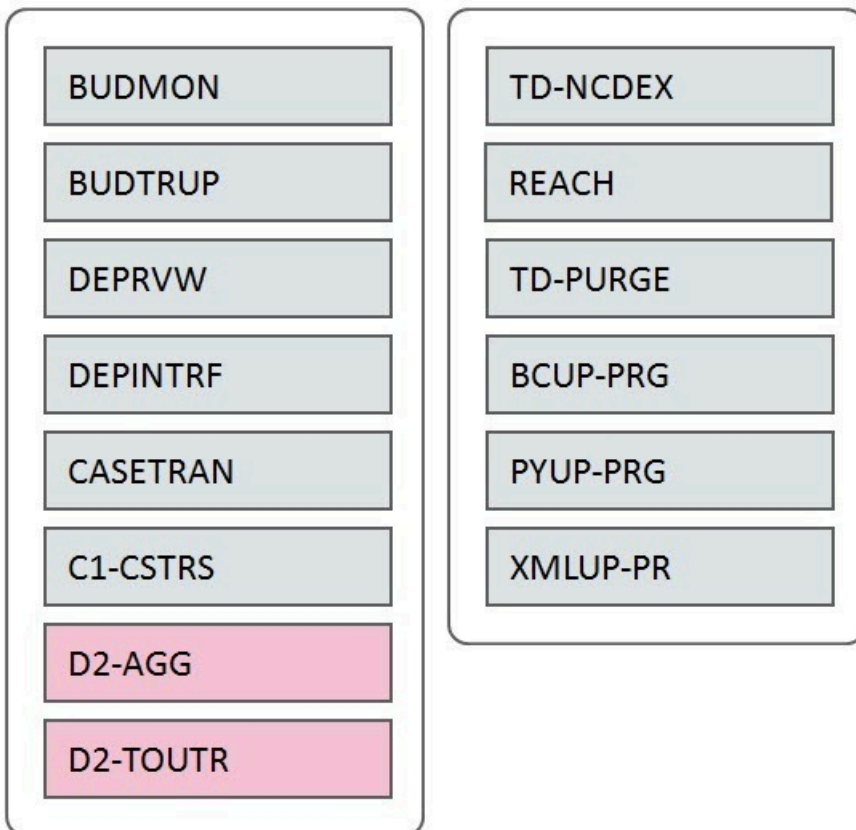 BUDMON
BUDTRUP
DEPRVW
DEPINTRF
CASETRAN
C1-CSTRS
D2-AGG
D2-TOUTR
TD-NCDEX
REACH
TD-PURGE
BCUP-PRG
PYUP-PRG
XMLUP-PR